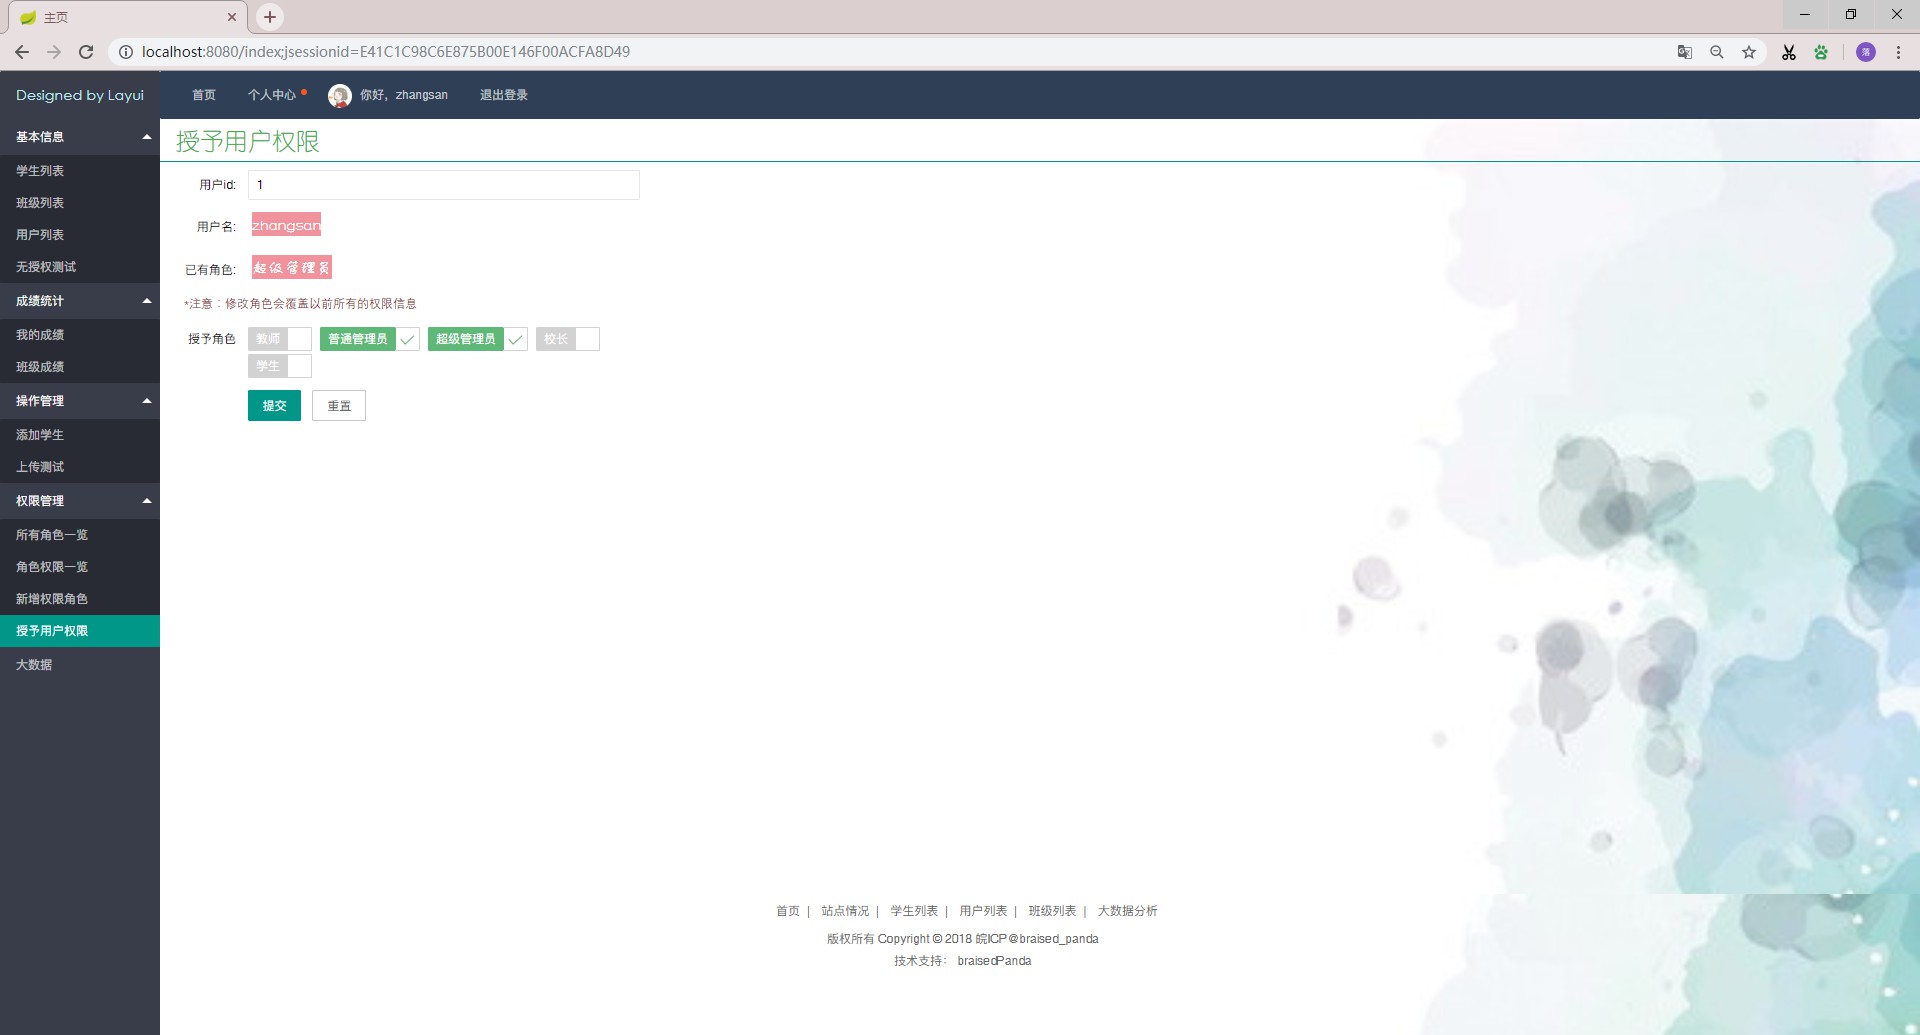 主页
localhost:8080/index;jsessionid=E41C1C98C6E875B00E146F00ACFA8D49
落
Designed by Layui
首页
个人中心
你好，zhangsan
退出登录
基本信息
学生列表
班级列表
用户列表
无授权测试
成绩统计
我的成绩
班级成绩
操作管理
添加学生
上传测试
权限管理
所有角色一览
角色权限一览
新增权限角色
授予用户权限
大数据
授予用户权限
用户id: 1
用户名: zhangsan
已有角色: 超级管理员
*注意：修改角色会覆盖以前所有的权限信息
授予角色 教师 普通管理员 超级管理员 校长
学生
提交 重置
首页 | 站点情况 | 学生列表 | 用户列表 | 班级列表 | 大数据分析
版权所有 Copyright © 2018 皖ICP@braised_panda
技术支持： braisedPanda